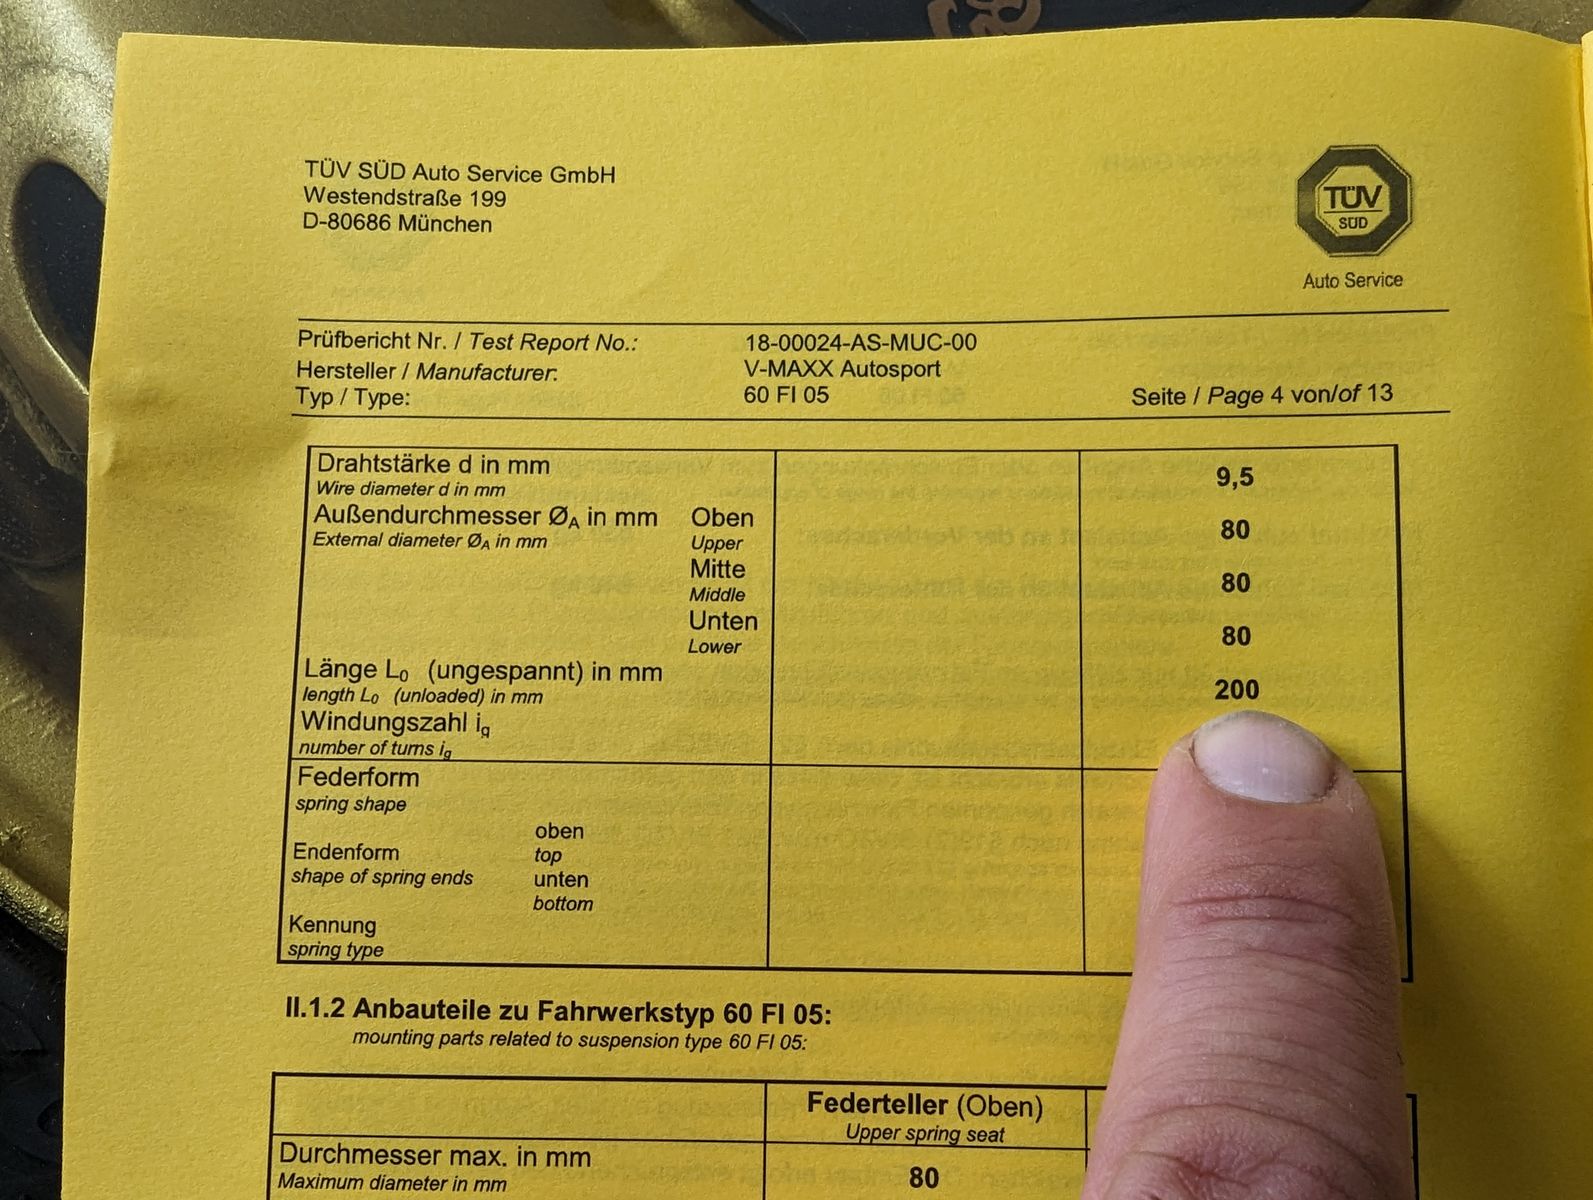 TÜV SÜD Auto Service GmbH
Westendstraße 199
D-80686 München
TÜV
SÜD
Auto Service
Prüfbericht Nr. / Test Report No.: 18-00024-AS-MUC-00
Hersteller / Manufacturer: V-MAXX Autosport
Typ / Type: 60 FI 05 Seite / Page 4 von/of 13
Drahtstärke d in mm 9,5
Wire diameter d in mm
Außendurchmesser ØA in mm Oben 80
External diameter ØA in mm Upper
Mitte 80
Middle
Unten 80
Lower
Länge L0 (ungespannt) in mm 200
length L0 (unloaded) in mm
Windungszahl ig
number of turns ig
Federform
spring shape
oben
Endenform top
shape of spring ends unten
bottom
Kennung
spring type
II.1.2 Anbauteile zu Fahrwerkstyp 60 FI 05:
mounting parts related to suspension type 60 FI 05:
Federteller (Oben)
Upper spring seat
Durchmesser max. in mm 80
Maximum diameter in mm